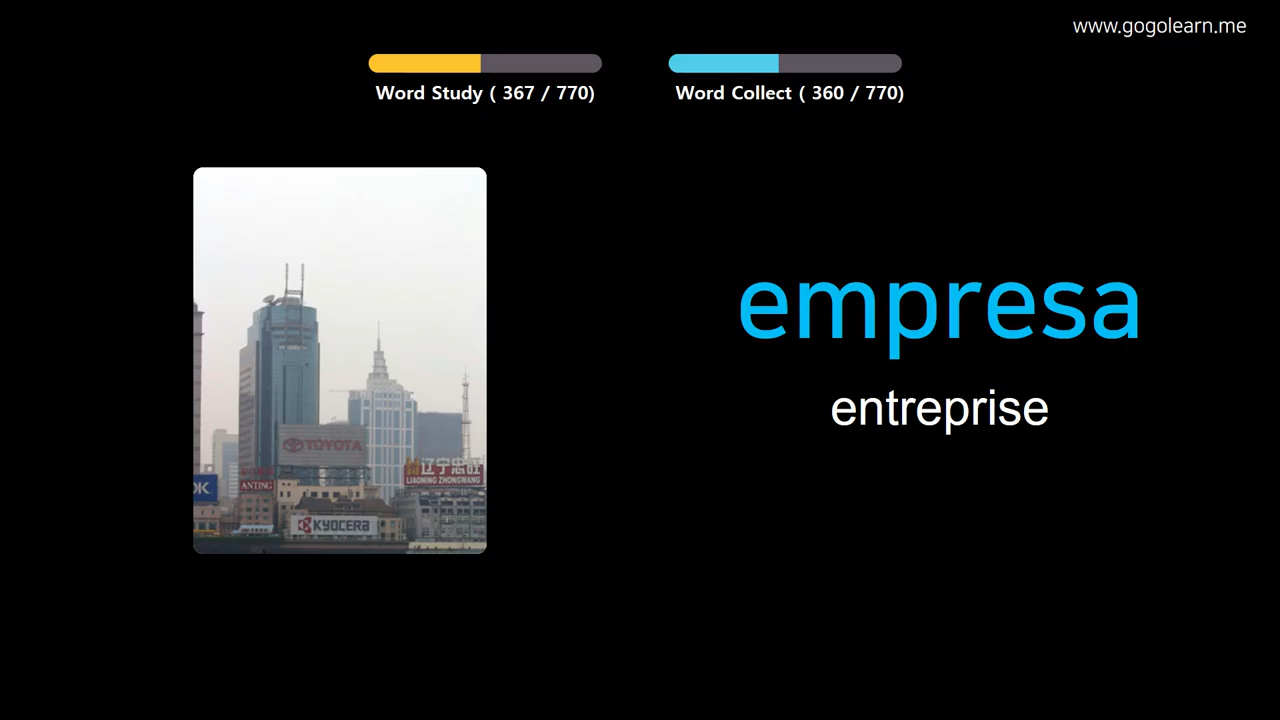 www.gogolearn.me
Word Study ( 367 / 770)
Word Collect ( 360 / 770)
empresa
entreprise
TOYOTA
辽宁忠旺
LIAONING ZHONGWANG
OK
ANTING
KYOCERA